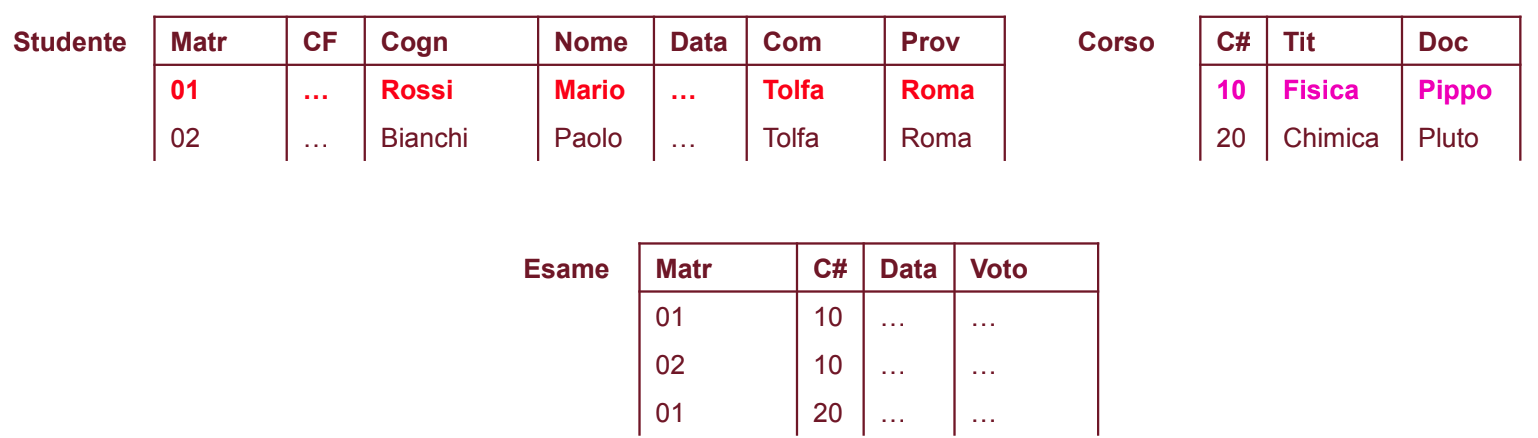 Studente Matr CF Cogn Nome Data Com Prov Corso C# Tit Doc
01 … Rossi Mario … Tolfa Roma 10 Fisica Pippo
02 … Bianchi Paolo … Tolfa Roma 20 Chimica Pluto
Esame Matr C# Data Voto
01 10 … …
02 10 … …
01 20 … …